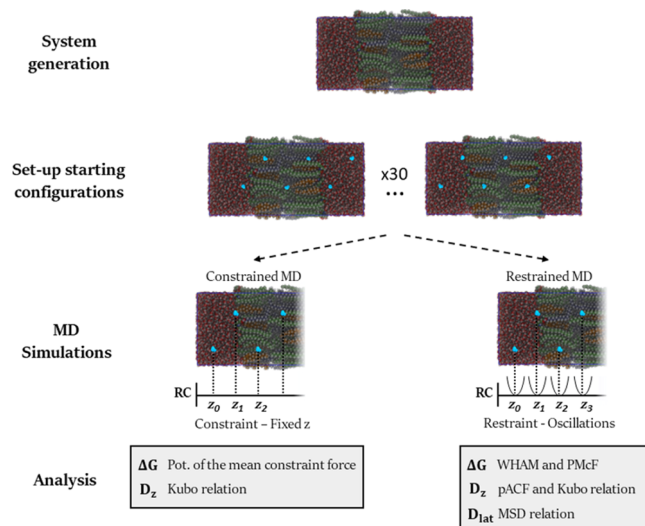 System
generation
Set-up starting
configurations
x30
...
Constrained MD
Restrained MD
MD
Simulations
RC
z0 z1 z2
Constraint – Fixed z
RC
z0 z1 z2 z3
Restraint - Oscillations
Analysis
ΔG Pot. of the mean constraint force
Dz Kubo relation
ΔG WHAM and PMcF
Dz pACF and Kubo relation
Dlat MSD relation